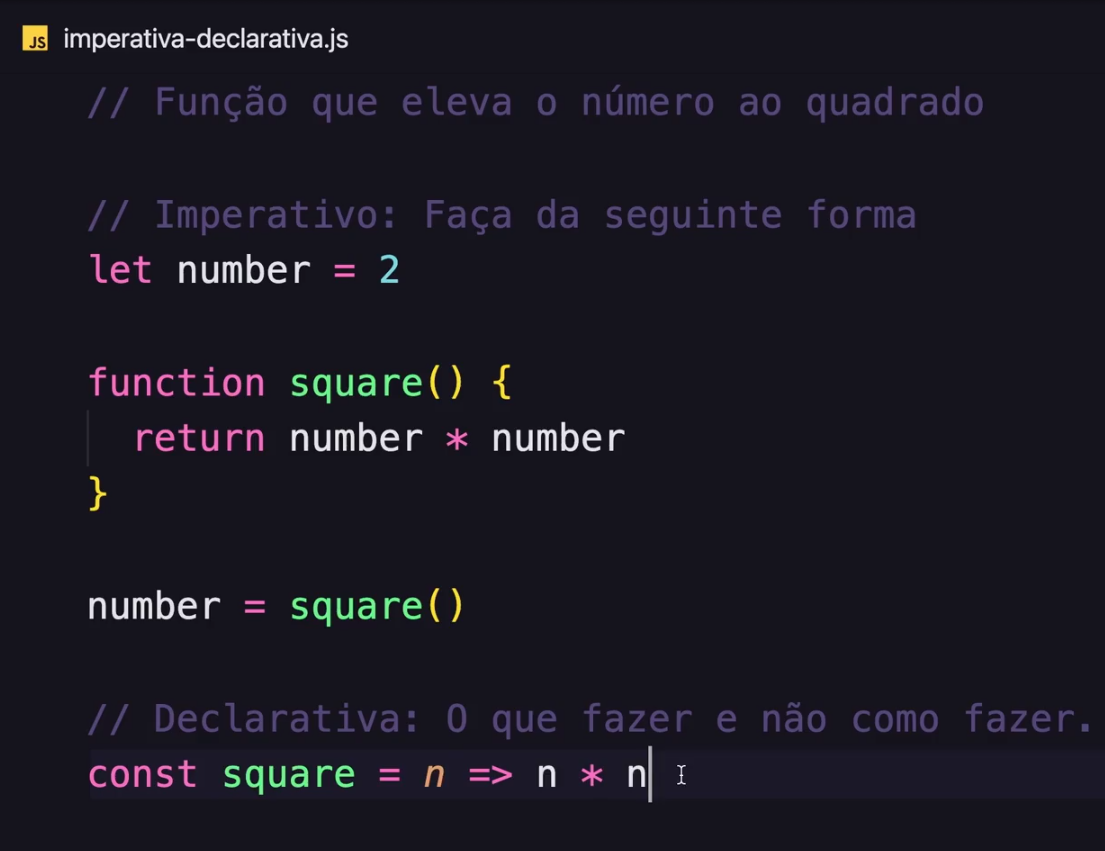 JS imperativa-declarativa.js
// Função que eleva o número ao quadrado
// Imperativo: Faça da seguinte forma
let number = 2
function square() {
return number * number
}
number = square()
// Declarativa: O que fazer e não como fazer.
const square = n => n * n